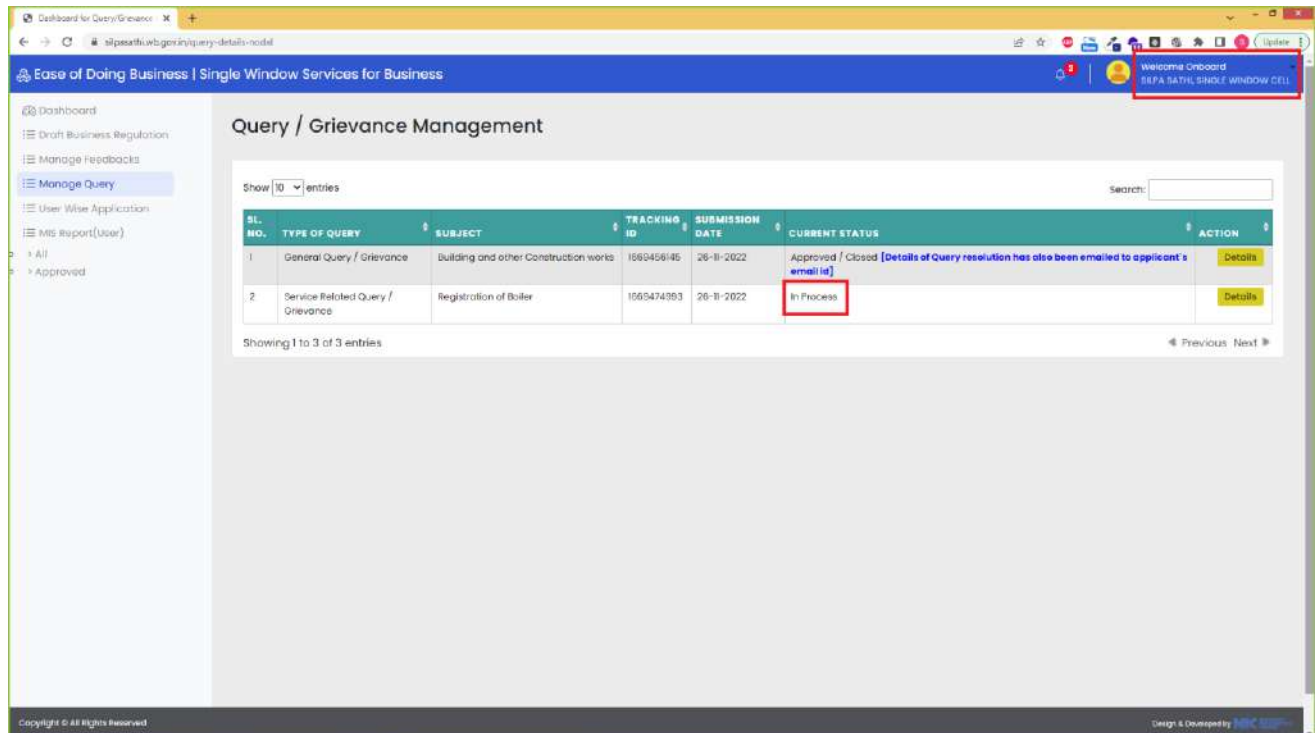 Dashboard for Query/Grievance
silpasathi.wb.gov.in/query-details-nodal
Update
Ease of Doing Business | Single Window Services for Business
3
Welcome Onboard
SILPA SATHI, SINGLE WINDOW CELL
Dashboard
Draft Business Regulation
Manage Feedbacks
Manage Query
User Wise Application
MIS Report(User)
> All
> Approved
Query / Grievance Management
Show 10 entries
Search:
SL. NO. TYPE OF QUERY SUBJECT TRACKING ID SUBMISSION DATE CURRENT STATUS ACTION
1 General Query / Grievance Building and other Construction works 1669456145 26-11-2022 Approved / Closed [Details of Query resolution has also been emailed to applicant's email id] Details
2 Service Related Query / Grievance Registration of Boiler 1669474993 26-11-2022 In Process Details
Showing 1 to 3 of 3 entries
Previous Next
Copyright © All Rights Reserved
Design & Developed by NIC